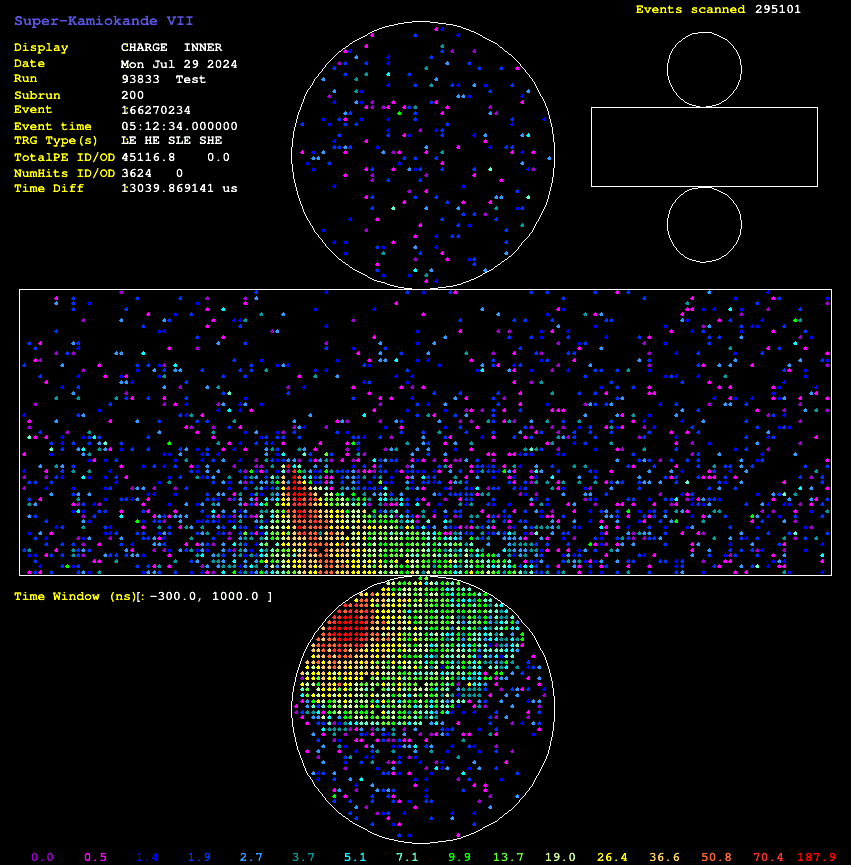 Events scanned 295101
Super-Kamiokande VII
Display CHARGE INNER
Date Mon Jul 29 2024
Run 93833 Test
Subrun 200
Event 166270234
Event time 05:12:34.000000
TRG Type(s) LE HE SLE SHE
TotalPE ID/OD 45116.8 0.0
NumHits ID/OD 3624 0
Time Diff 13039.869141 us
Time Window (ns)[: -300.0, 1000.0 ]
0.0 0.5 1.4 1.9 2.7 3.7 5.1 7.1 9.9 13.7 19.0 26.4 36.6 50.8 70.4 187.9